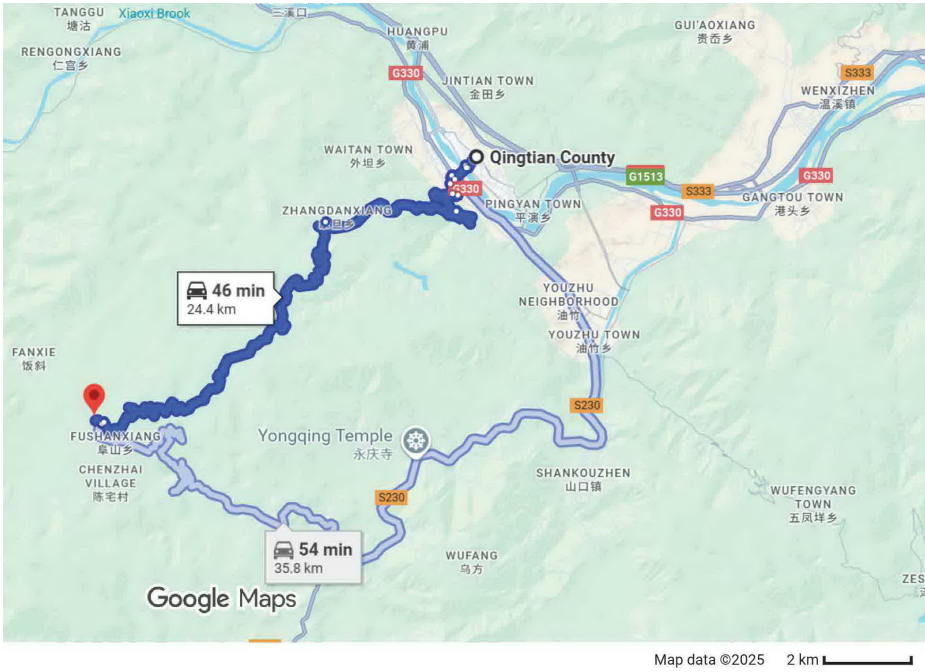 TANGGU
塘沽
Xiaoxi Brook
三溪口
HUANGPU
黄浦
GUI'AOXIANG
贵岙乡
RENGONGXIANG
仁宫乡
G330
JINTIAN TOWN
金田乡
S333
WENXIZHEN
温溪镇
WAITAN TOWN
外坦乡
Qingtian County
G330
G1513
S333
G330
PINGYAN TOWN
平演乡
G330
GANGTOU TOWN
港头乡
ZHANGDANXIANG
46 min
24.4 km
YOUZHU
NEIGHBORHOOD
油竹
YOUZHU TOWN
油竹乡
FANXIE
饭斜
S230
FUSHANXIANG
阜山乡
Yongqing Temple
永庆寺
CHENZHAI
VILLAGE
陈宅村
SHANKOUZHEN
山口镇
S230
WUFENGYANG
TOWN
五凤垟乡
54 min
35.8 km
WUFANG
乌方
ZES
Google Maps
Map data ©2025
2 km